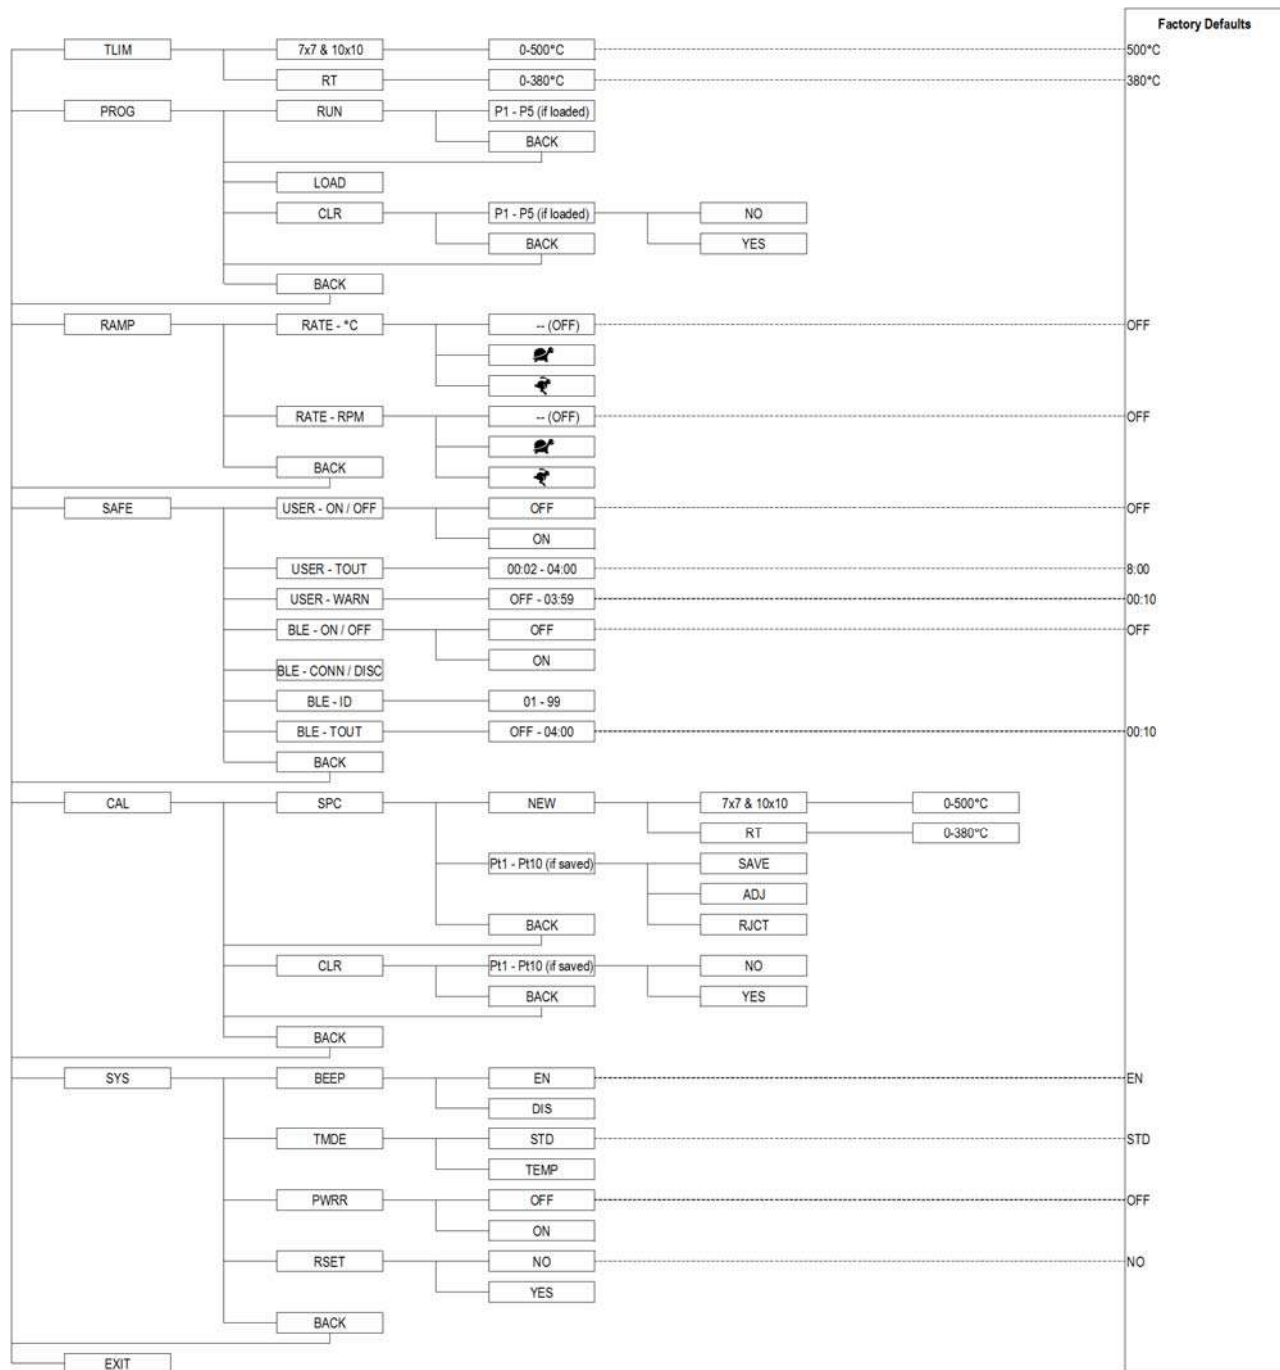 Factory Defaults
TLIM 7x7 & 10x10 0-500°C 500°C
RT 0-380°C 380°C
PROG RUN P1 - P5 (if loaded)
BACK
LOAD
CLR P1 - P5 (if loaded) NO
BACK YES
BACK
RAMP RATE - °C -- (OFF) OFF
RATE - RPM -- (OFF) OFF
BACK
SAFE USER - ON / OFF OFF OFF
ON
USER - TOUT 00:02 - 04:00 8:00
USER - WARN OFF - 03:59 00:10
BLE - ON / OFF OFF OFF
ON
BLE - CONN / DISC
BLE - ID 01 - 99
BLE - TOUT OFF - 04:00 00:10
BACK
CAL SPC NEW 7x7 & 10x10 0-500°C
RT 0-380°C
Pt1 - Pt10 (if saved) SAVE
ADJ
BACK RJCT
CLR Pt1 - Pt10 (if saved) NO
BACK YES
BACK
SYS BEEP EN EN
DIS
TMDE STD STD
TEMP
PWRR OFF OFF
ON
RSET NO NO
YES
BACK
EXIT